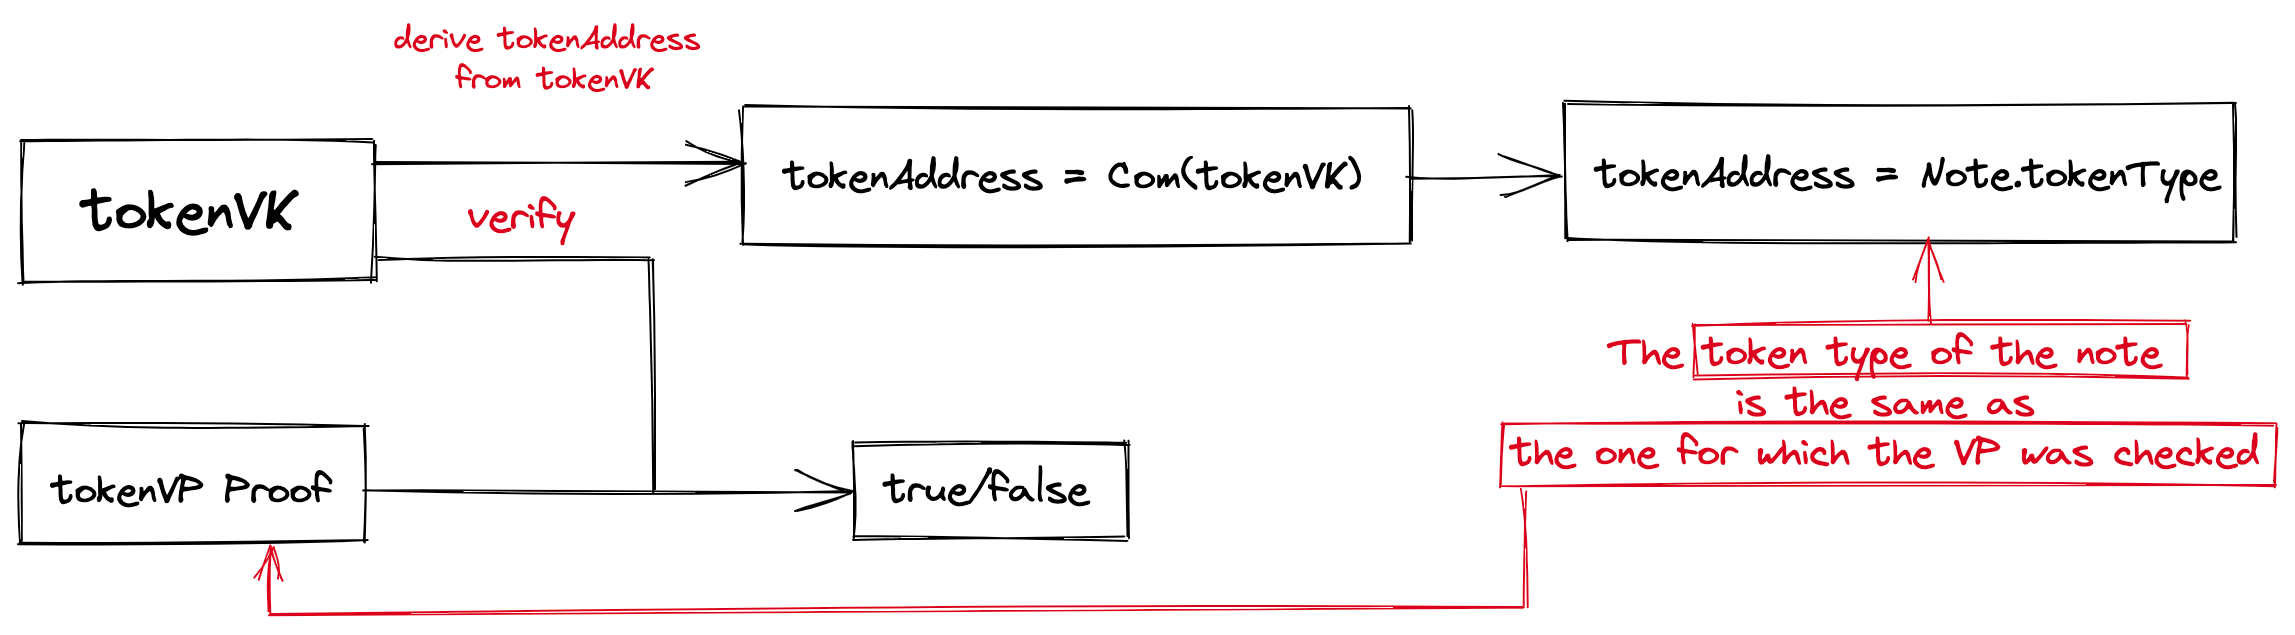 derive tokenAddress
from tokenVK
tokenVK
tokenAddress = Com(tokenVK)
tokenAddress = Note.tokenType
verify
The token type of the note
is the same as
the one for which the VP was checked
tokenVP Proof
true/false